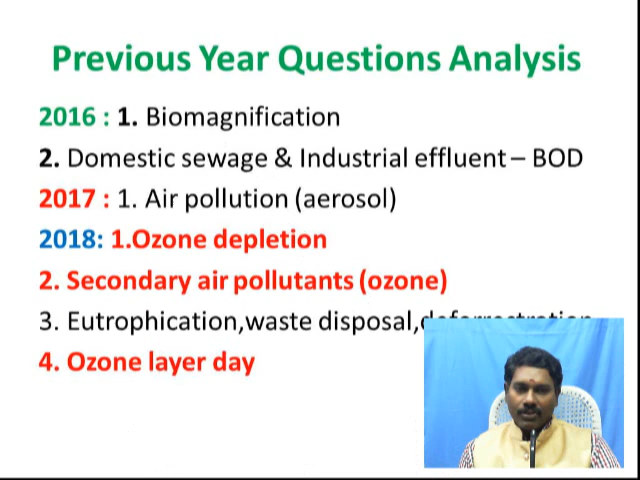 Previous Year Questions Analysis
2016 : 1. Biomagnification
2. Domestic sewage & Industrial effluent – BOD
2017 : 1. Air pollution (aerosol)
2018: 1.Ozone depletion
2. Secondary air pollutants (ozone)
3. Eutrophication,waste disposal,
4. Ozone layer day